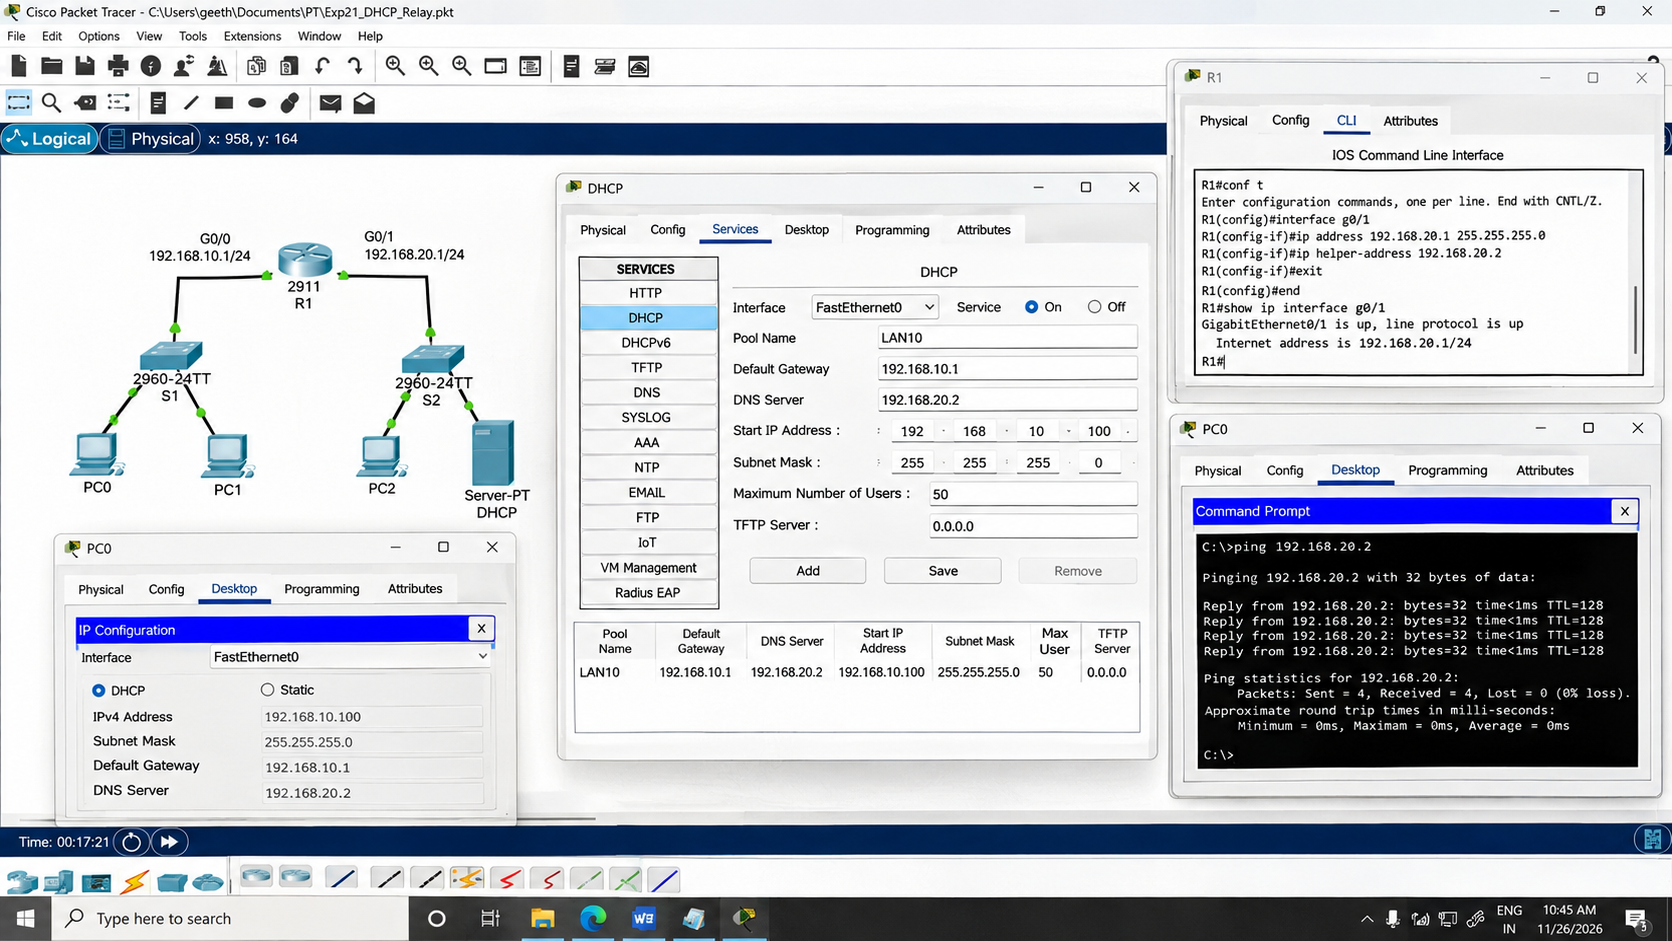 Cisco Packet Tracer - C:\Users\geeth\Documents\PT\Exp21_DHCP_Relay.pkt
File Edit Options View Tools Extensions Window Help
Logical Physical x: 958, y: 164
G0/0
192.168.10.1/24
G0/1
192.168.20.1/24
2911
R1
2960-24TT
S1
2960-24TT
S2
PC0
PC1
PC2
Server-PT
DHCP
PC0
Physical Config Desktop Programming Attributes
IP Configuration X
Interface FastEthernet0
DHCP Static
IPv4 Address 192.168.10.100
Subnet Mask 255.255.255.0
Default Gateway 192.168.10.1
DNS Server 192.168.20.2
DHCP
Physical Config Services Desktop Programming Attributes
SERVICES
HTTP
DHCP
DHCPv6
TFTP
DNS
SYSLOG
AAA
NTP
EMAIL
FTP
IoT
VM Management
Radius EAP
DHCP
Interface FastEthernet0 Service On Off
Pool Name LAN10
Default Gateway 192.168.10.1
DNS Server 192.168.20.2
Start IP Address : : 192 . 168 . 10 . 100 .
Subnet Mask : : 255 . 255 : 255 . 0 .
Maximum Number of Users : 50
TFTP Server : 0.0.0.0
Add Save Remove
Pool Name Default Gateway DNS Server Start IP Address Subnet Mask Max User TFTP Server
LAN10 192.168.10.1 192.168.20.2 192.168.10.100 255.255.255.0 50 0.0.0.0
R1
Physical Config CLI Attributes
IOS Command Line Interface
R1#conf t
Enter configuration commands, one per line. End with CNTL/Z.
R1(config)#interface g0/1
R1(config-if)#ip address 192.168.20.1 255.255.255.0
R1(config-if)#ip helper-address 192.168.20.2
R1(config-if)#exit
R1(config)#end
R1#show ip interface g0/1
GigabitEthernet0/1 is up, line protocol is up
Internet address is 192.168.20.1/24
R1#
PC0
Physical Config Desktop Programming Attributes
Command Prompt X
C:\>ping 192.168.20.2
Pinging 192.168.20.2 with 32 bytes of data:
Reply from 192.168.20.2: bytes=32 time<1ms TTL=128
Reply from 192.168.20.2: bytes=32 time<1ms TTL=128
Reply from 192.168.20.2: bytes=32 time<1ms TTL=128
Reply from 192.168.20.2: bytes=32 time<1ms TTL=128
Ping statistics for 192.168.20.2:
Packets: Sent = 4, Received = 4, Lost = 0 (0% loss).
Approximate round trip times in milli-seconds:
Minimum = 0ms, Maximam = 0ms, Average = 0ms
C:\>
Time: 00:17:21
Type here to search
ENG
IN
10:45 AM
11/26/2026
3